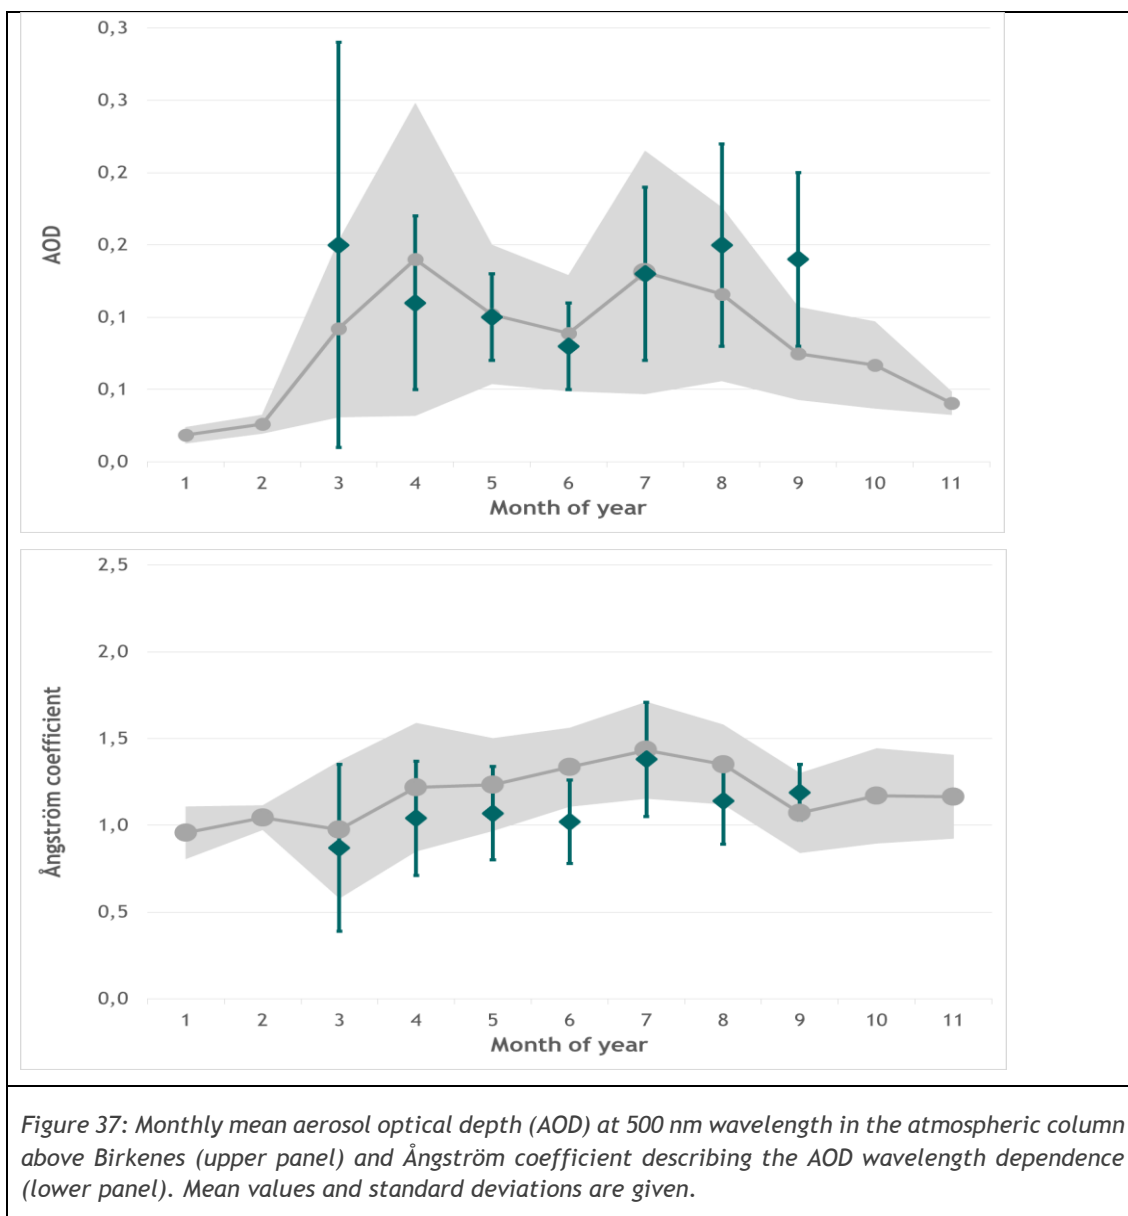 0,3
0,3
0,2
0,2
0,1
0,1
0,0
AOD
1 2 3 4 5 6 7 8 9 10 11
Month of year
2,5
2,0
1,5
1,0
0,5
0,0
Ångström coefficient
1 2 3 4 5 6 7 8 9 10 11
Month of year
Figure 37: Monthly mean aerosol optical depth (AOD) at 500 nm wavelength in the atmospheric column
above Birkenes (upper panel) and Ångström coefficient describing the AOD wavelength dependence
(lower panel). Mean values and standard deviations are given.